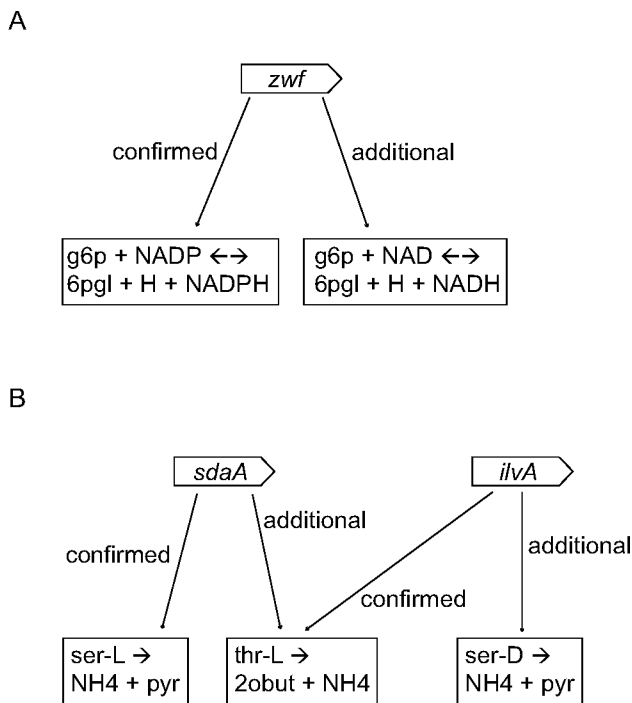 A
zwf
confirmed
additional
g6p + NADP ←→
6pgl + H + NADPH
g6p + NAD ←→
6pgl + H + NADH
B
sdaA
ilvA
additional
confirmed
additional
confirmed
ser-L →
NH4 + pyr
thr-L →
2obut + NH4
ser-D →
NH4 + pyr